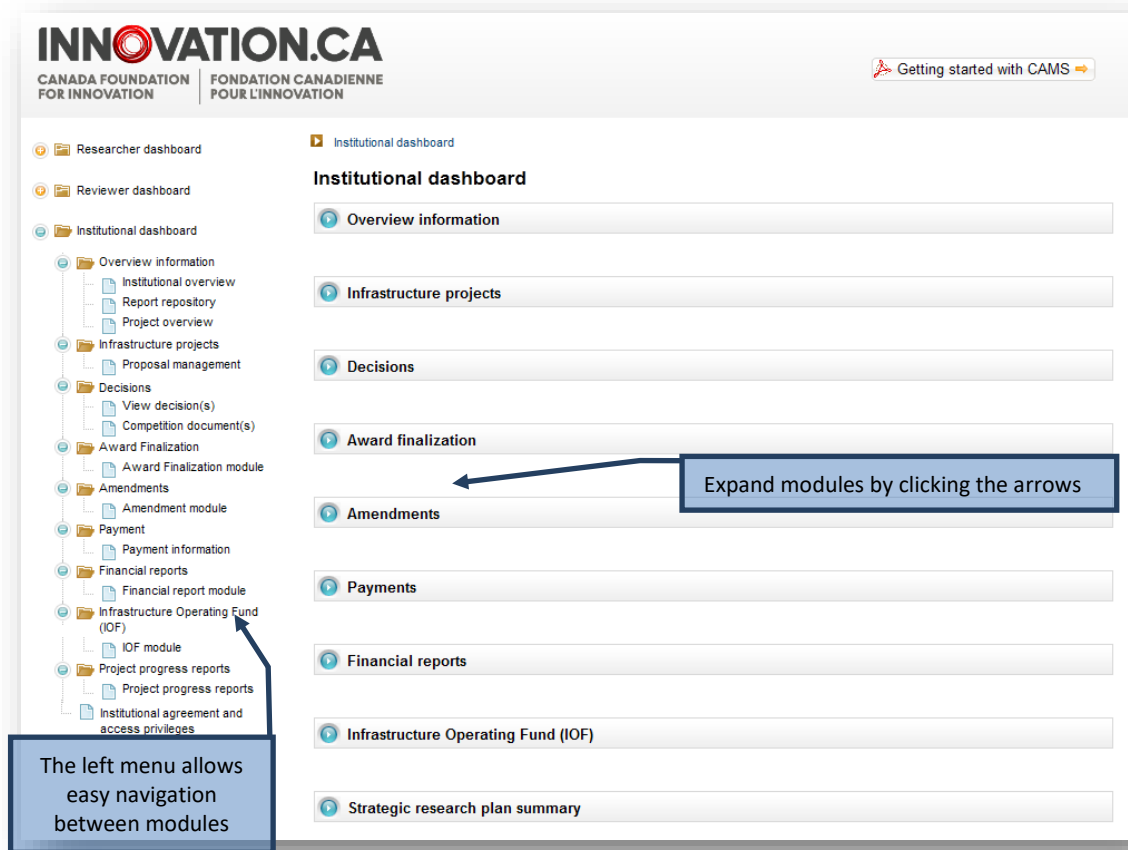 INNOVATION.CA
CANADA FOUNDATION
FOR INNOVATION
FONDATION CANADIENNE
POUR L'INNOVATION
Getting started with CAMS
Researcher dashboard
Reviewer dashboard
Institutional dashboard
Overview information
Institutional overview
Report repository
Project overview
Infrastructure projects
Proposal management
Decisions
View decision(s)
Competition document(s)
Award Finalization
Award Finalization module
Amendments
Amendment module
Payment
Payment information
Financial reports
Financial report module
Infrastructure Operating Fund
(IOF)
IOF module
Project progress reports
Project progress reports
Institutional agreement and
access privileges
The left menu allows
easy navigation
between modules
Institutional dashboard
Institutional dashboard
Overview information
Infrastructure projects
Decisions
Award finalization
Expand modules by clicking the arrows
Amendments
Payments
Financial reports
Infrastructure Operating Fund (IOF)
Strategic research plan summary